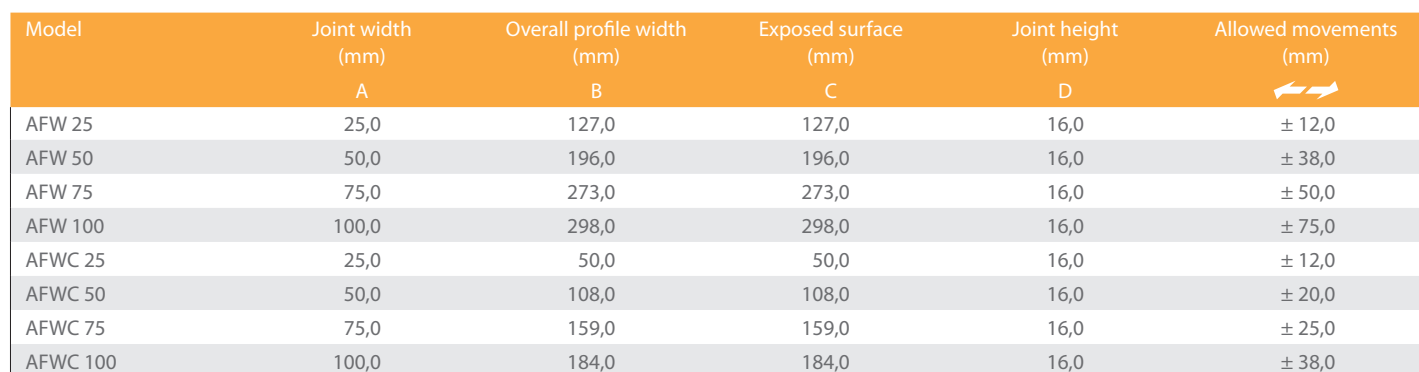 Model Joint width Overall profile width Exposed surface Joint height Allowed movements
(mm) (mm) (mm) (mm) (mm)
A B C D
AFW 25 25,0 127,0 127,0 16,0 ± 12,0
AFW 50 50,0 196,0 196,0 16,0 ± 38,0
AFW 75 75,0 273,0 273,0 16,0 ± 50,0
AFW 100 100,0 298,0 298,0 16,0 ± 75,0
AFWC 25 25,0 50,0 50,0 16,0 ± 12,0
AFWC 50 50,0 108,0 108,0 16,0 ± 20,0
AFWC 75 75,0 159,0 159,0 16,0 ± 25,0
AFWC 100 100,0 184,0 184,0 16,0 ± 38,0